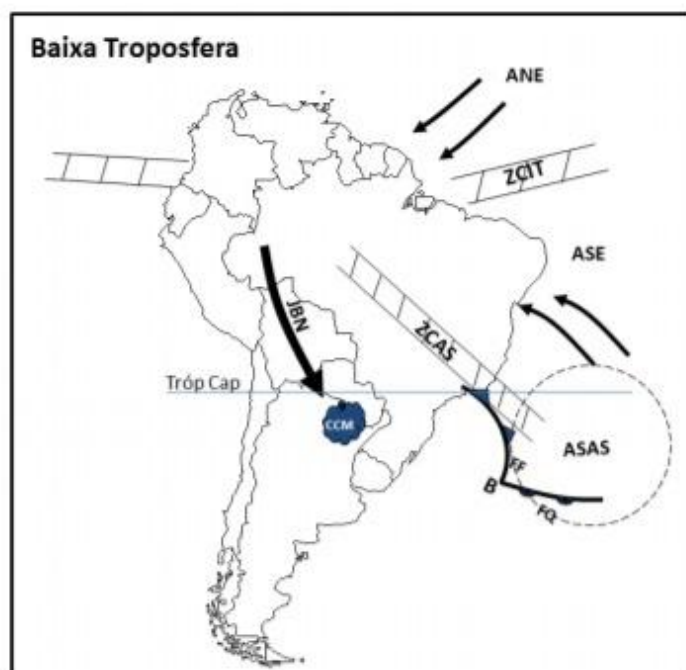 Baixa Troposfera
ANE
ZCIT
ASE
JBN
ZCAS
Tróp Cap
CCM
ASAS
FF
B
FQ